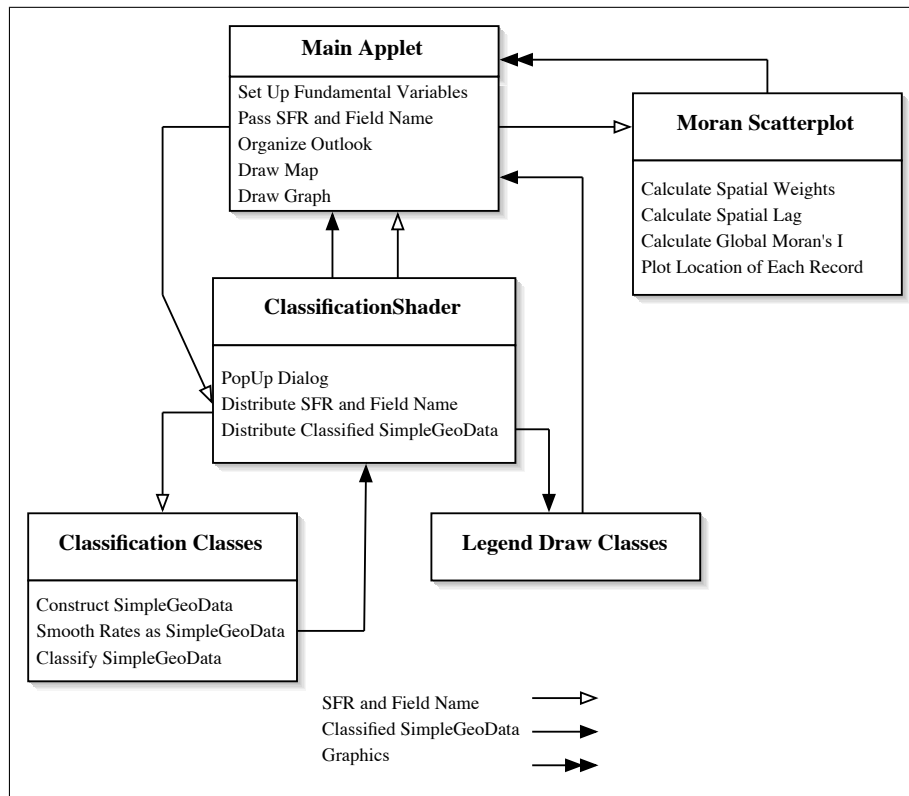 Main Applet
Set Up Fundamental Variables
Pass SFR and Field Name
Organize Outlook
Draw Map
Draw Graph
Moran Scatterplot
Calculate Spatial Weights
Calculate Spatial Lag
Calculate Global Moran's I
Plot Location of Each Record
ClassificationShader
PopUp Dialog
Distribute SFR and Field Name
Distribute Classified SimpleGeoData
Classification Classes
Construct SimpleGeoData
Smooth Rates as SimpleGeoData
Classify SimpleGeoData
Legend Draw Classes
SFR and Field Name
Classified SimpleGeoData
Graphics